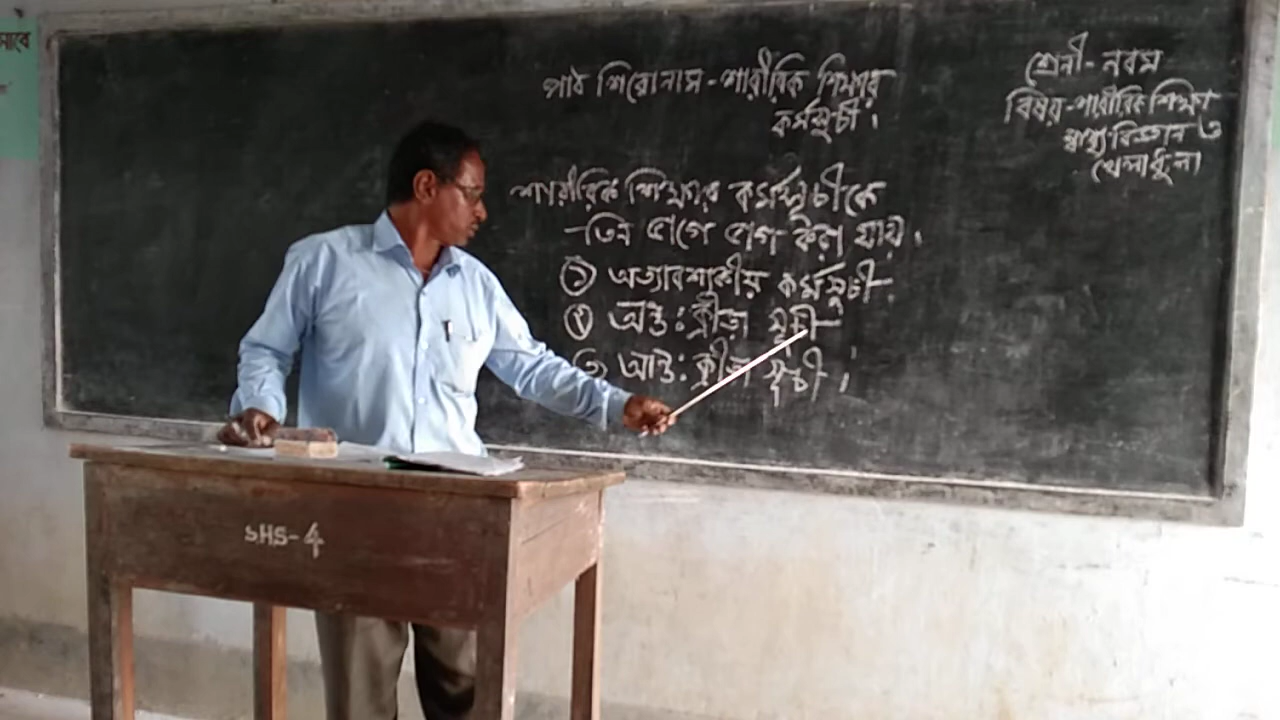 পাঠ শিরোনাম - শারীরিক শিক্ষার
কর্মসূচী।
শ্রেণী - নবম
বিষয় - শারীরিক শিক্ষা
স্বাস্থ্য বিজ্ঞান ও
খেলাধুলা
শারীরিক শিক্ষার কর্মসূচীকে
তিন ভাগে ভাগ করা যায়।
১ অত্যাবশ্যকীয় কর্মসূচী।
২ অন্ত:ক্রীড়া সূচী।
৩ আন্ত:ক্রীড়া সূচী।
SHS-4